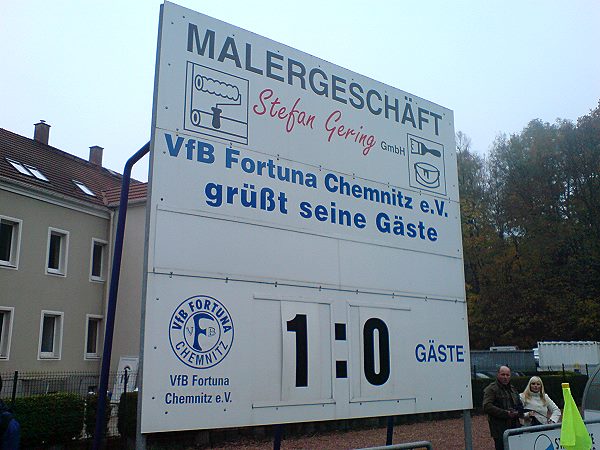 MALERGESCHÄFT
Stefan Gering GmbH
VfB Fortuna Chemnitz e.V.
grüßt seine Gäste
VFB FORTUNA
V F B
CHEMNITZ
1:0
GÄSTE
VfB Fortuna
Chemnitz e.V.